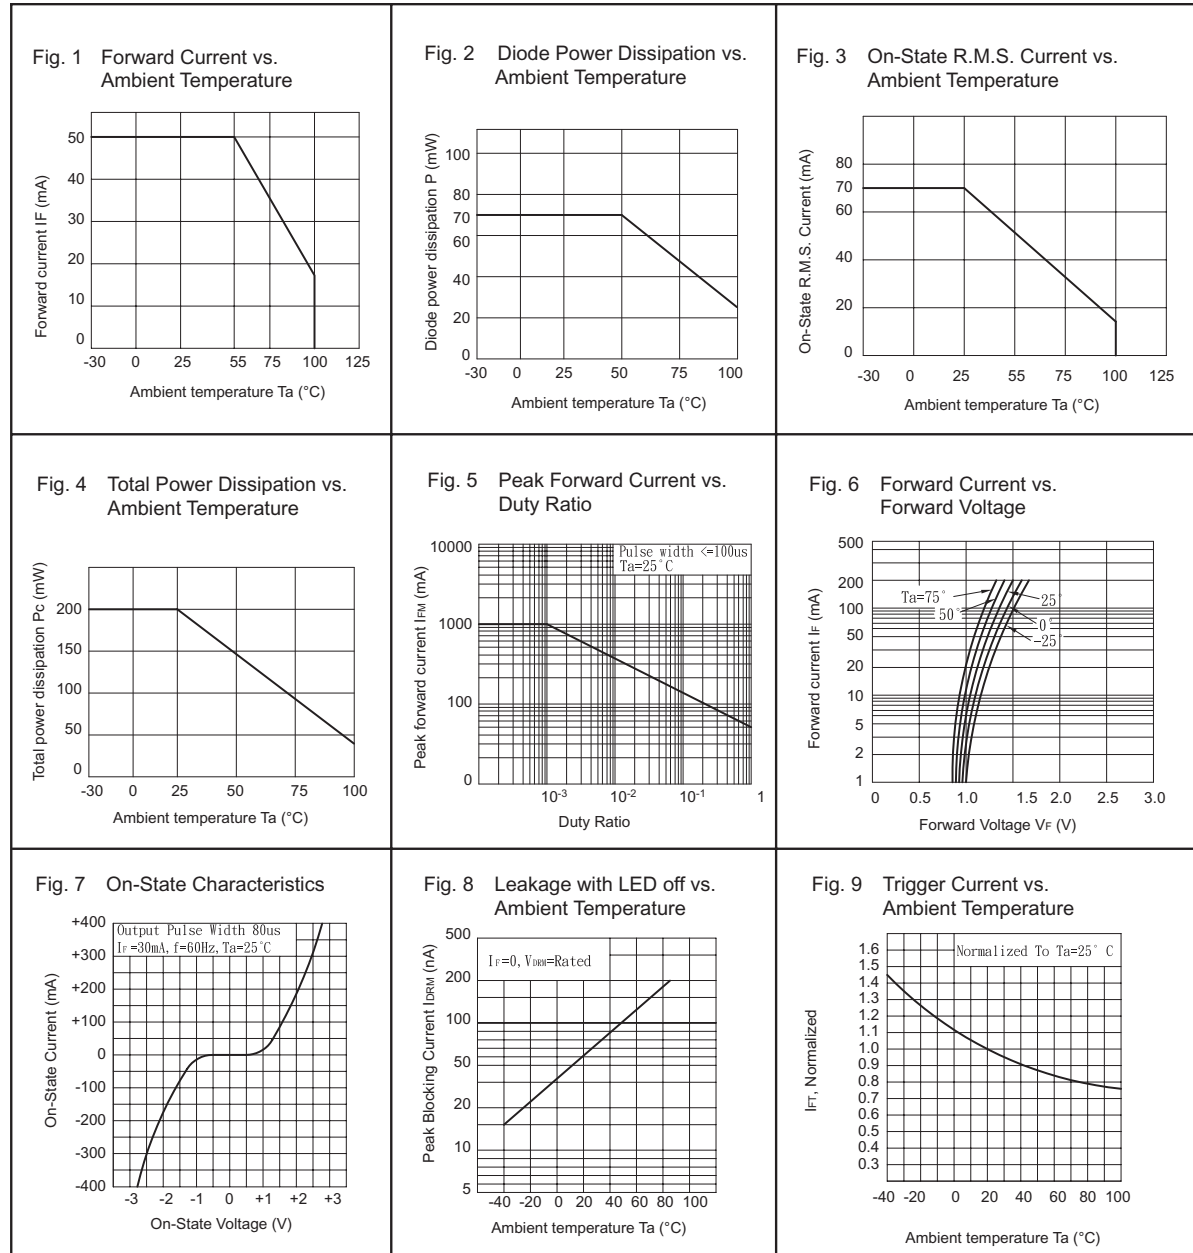 Fig. 1 Forward Current vs.
Ambient Temperature
Forward current IF (mA)
50
40
30
20
10
0
-30 0 25 55 75 100 125
Ambient temperature Ta (°C)
Fig. 2 Diode Power Dissipation vs.
Ambient Temperature
Diode power dissipation P (mW)
100
80
70
60
40
20
0
-30 0 25 50 75 100
Ambient temperature Ta (°C)
Fig. 3 On-State R.M.S. Current vs.
Ambient Temperature
On-State R.M.S. Current (mA)
80
70
60
40
20
0
-30 0 25 55 75 100 125
Ambient temperature Ta (°C)
Fig. 4 Total Power Dissipation vs.
Ambient Temperature
Total power dissipation Pc (mW)
200
150
100
50
0
-30 0 25 50 75 100
Ambient temperature Ta (°C)
Fig. 5 Peak Forward Current vs.
Duty Ratio
Peak forward current IFM (mA)
10000
1000
100
0
Pulse width <=100us
Ta=25°C
10-3 10-2 10-1 1
Duty Ratio
Fig. 6 Forward Current vs.
Forward Voltage
Forward current IF (mA)
500
200
100
50
20
10
5
2
1
Ta=75°
50°
25°
0°
-25°
0 0.5 1.0 1.5 2.0 2.5 3.0
Forward Voltage VF (V)
Fig. 7 On-State Characteristics
On-State Current (mA)
+400
+300
+200
+100
0
-100
-200
-300
-400
Output Pulse Width 80us
IF =30mA, f=60Hz, Ta=25°C
-3 -2 -1 0 +1 +2 +3
On-State Voltage (V)
Fig. 8 Leakage with LED off vs.
Ambient Temperature
Peak Blocking Current IDRM (nA)
500
200
100
50
20
10
5
IF=0, VDRM=Rated
-40 -20 0 20 40 60 80 100
Ambient temperature Ta (°C)
Fig. 9 Trigger Current vs.
Ambient Temperature
IFT, Normalized
1.6
1.5
1.4
1.3
1.2
1.1
1.0
0.9
0.8
0.7
0.6
0.5
0.4
0.3
Normalized To Ta=25° C
-40 -20 0 20 40 60 80 100
Ambient temperature Ta (°C)